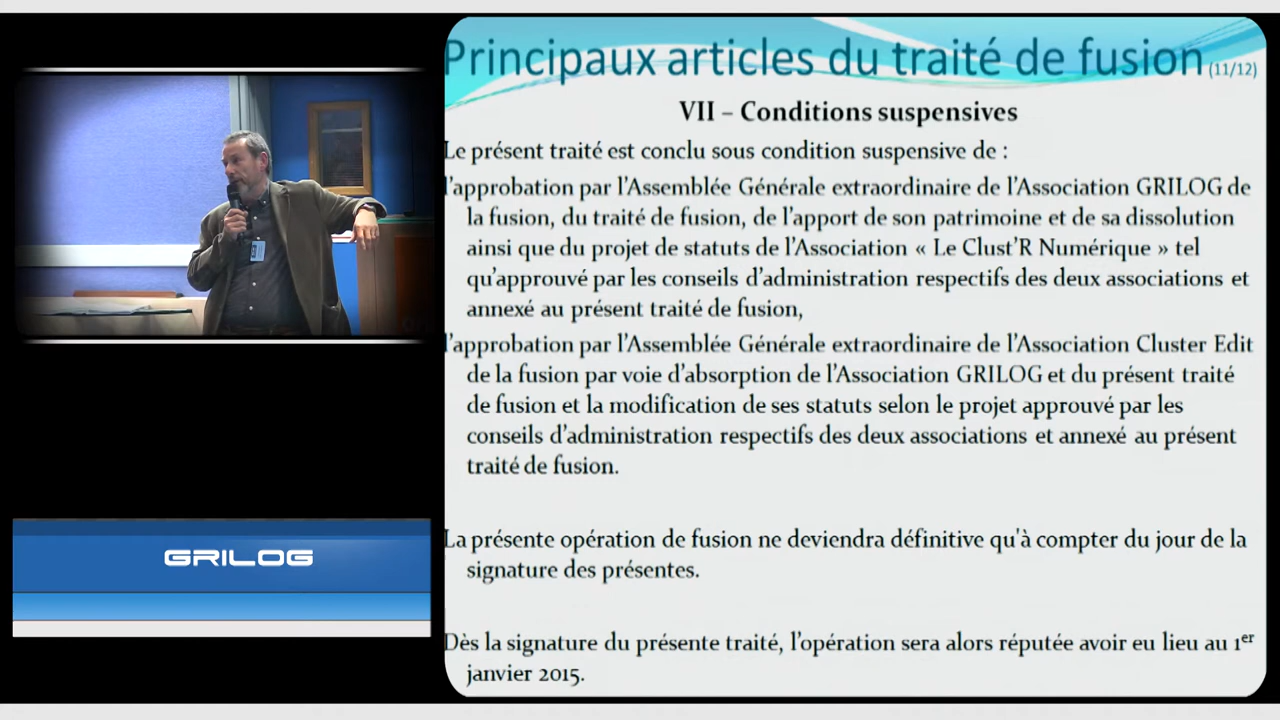 Principaux articles du traité de fusion (11/12)
VII – Conditions suspensives
Le présent traité est conclu sous condition suspensive de :
l’approbation par l’Assemblée Générale extraordinaire de l’Association GRILOG de
la fusion, du traité de fusion, de l’apport de son patrimoine et de sa dissolution
ainsi que du projet de statuts de l’Association « Le Clust’R Numérique » tel
qu’approuvé par les conseils d’administration respectifs des deux associations et
annexé au présent traité de fusion,
l’approbation par l’Assemblée Générale extraordinaire de l’Association Cluster Edit
de la fusion par voie d’absorption de l’Association GRILOG et du présent traité
de fusion et la modification de ses statuts selon le projet approuvé par les
conseils d’administration respectifs des deux associations et annexé au présent
traité de fusion.
La présente opération de fusion ne deviendra définitive qu'à compter du jour de la
signature des présentes.
Dès la signature du présente traité, l’opération sera alors réputée avoir eu lieu au 1er
janvier 2015.
GRILOG